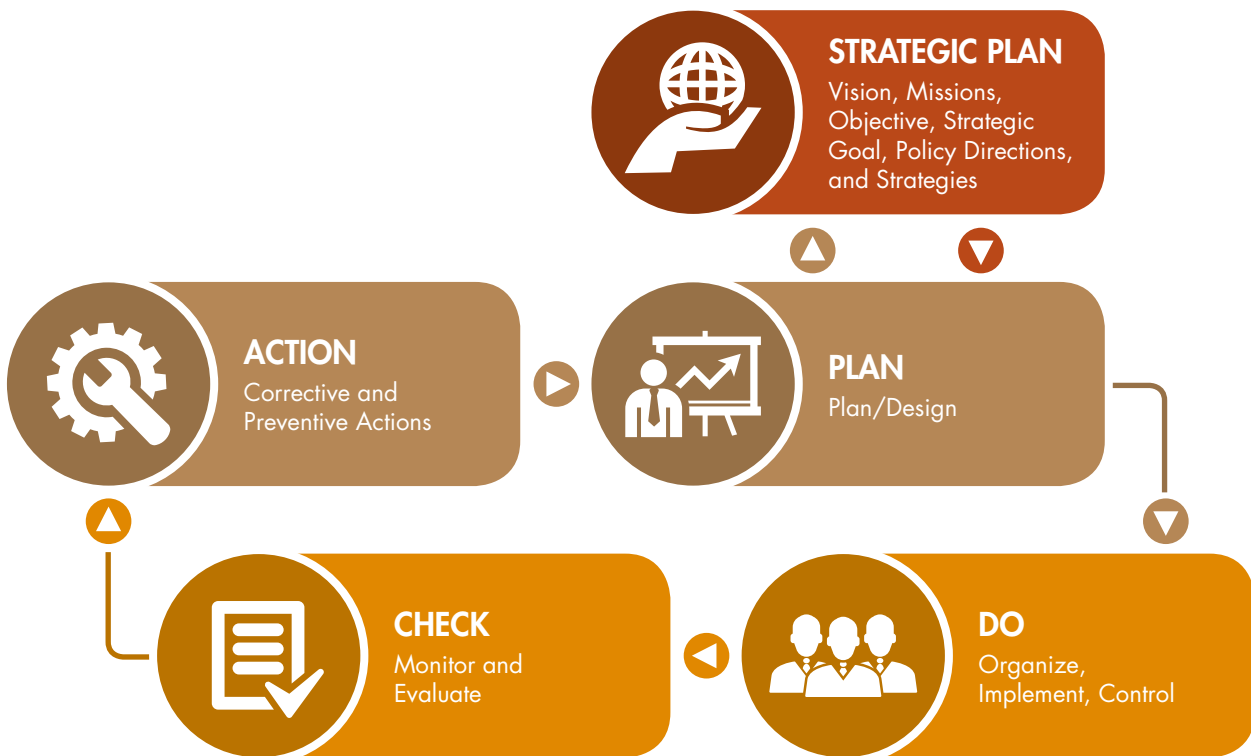 STRATEGIC PLAN
Vision, Missions,
Objective, Strategic
Goal, Policy Directions,
and Strategies
ACTION
Corrective and
Preventive Actions
PLAN
Plan/Design
CHECK
Monitor and
Evaluate
DO
Organize,
Implement, Control